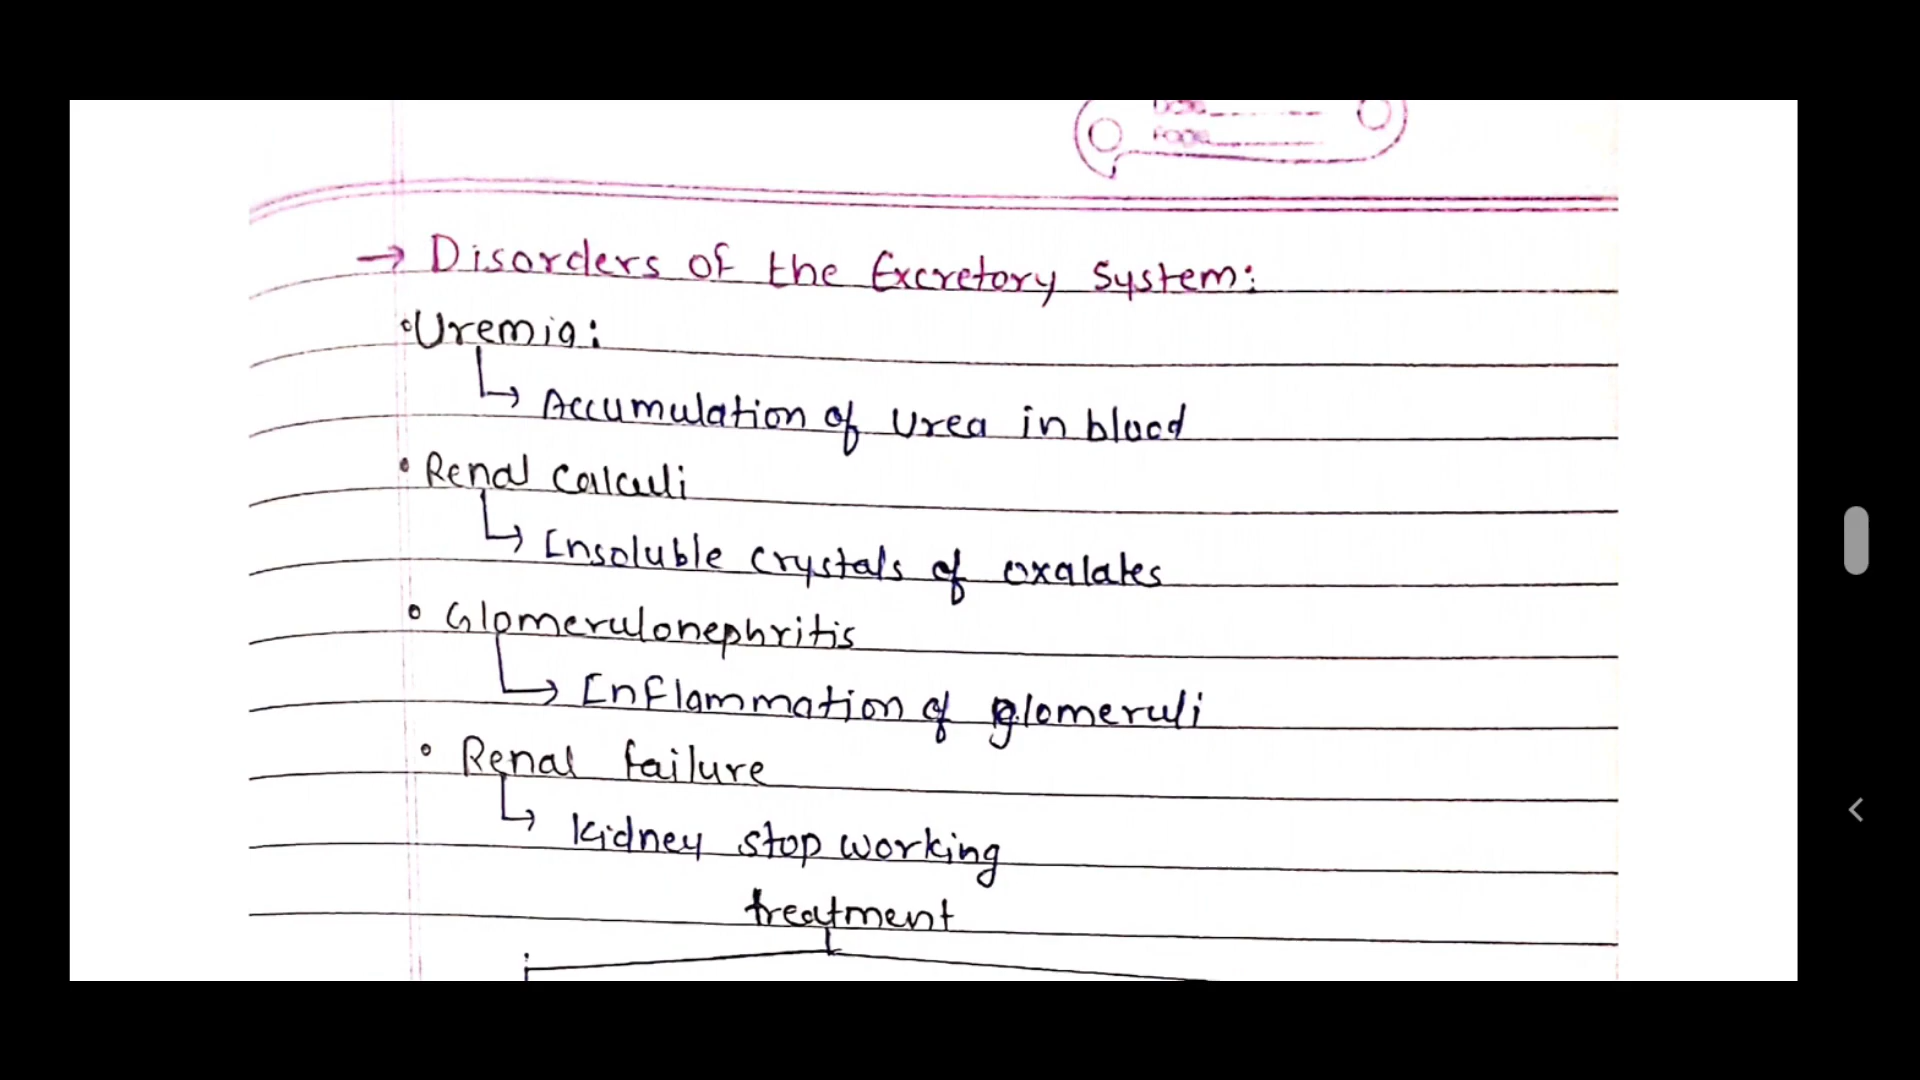 → Disorders of the Excretory System:
•Uremia:
↳ Accumulation of urea in blood
• Renal Calculi
↳ Insoluble crystals of oxalates
• Glomerulonephritis
↳ Inflammation of glomeruli
• Renal failure
↳ Kidney stop working
treatment